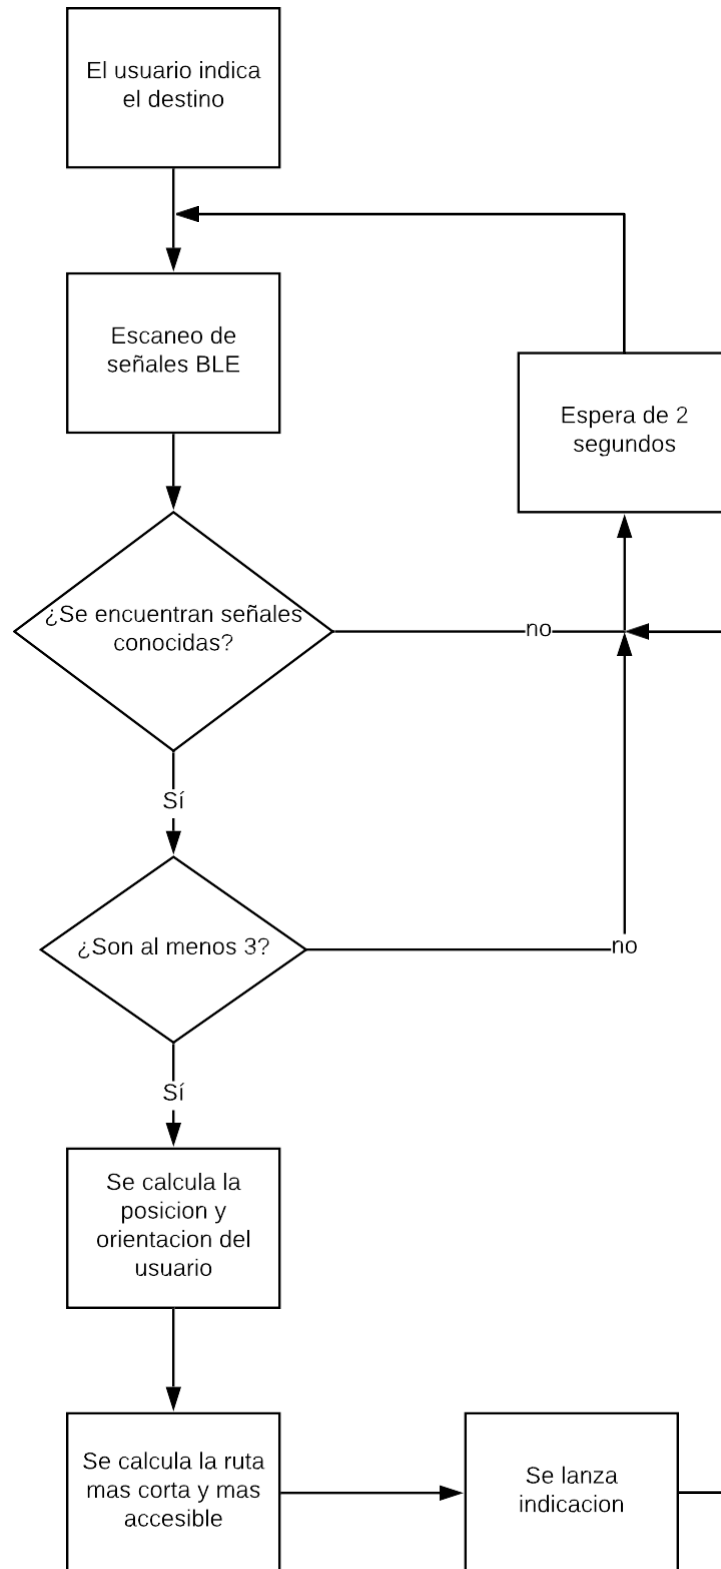 El usuario indica
el destino
Escaneo de
señales BLE
Espera de 2
segundos
¿Se encuentran señales
conocidas?
no
Sí
¿Son al menos 3?
no
Sí
Se calcula la
posicion y
orientacion del
usuario
Se calcula la ruta
mas corta y mas
accesible
Se lanza
indicacion